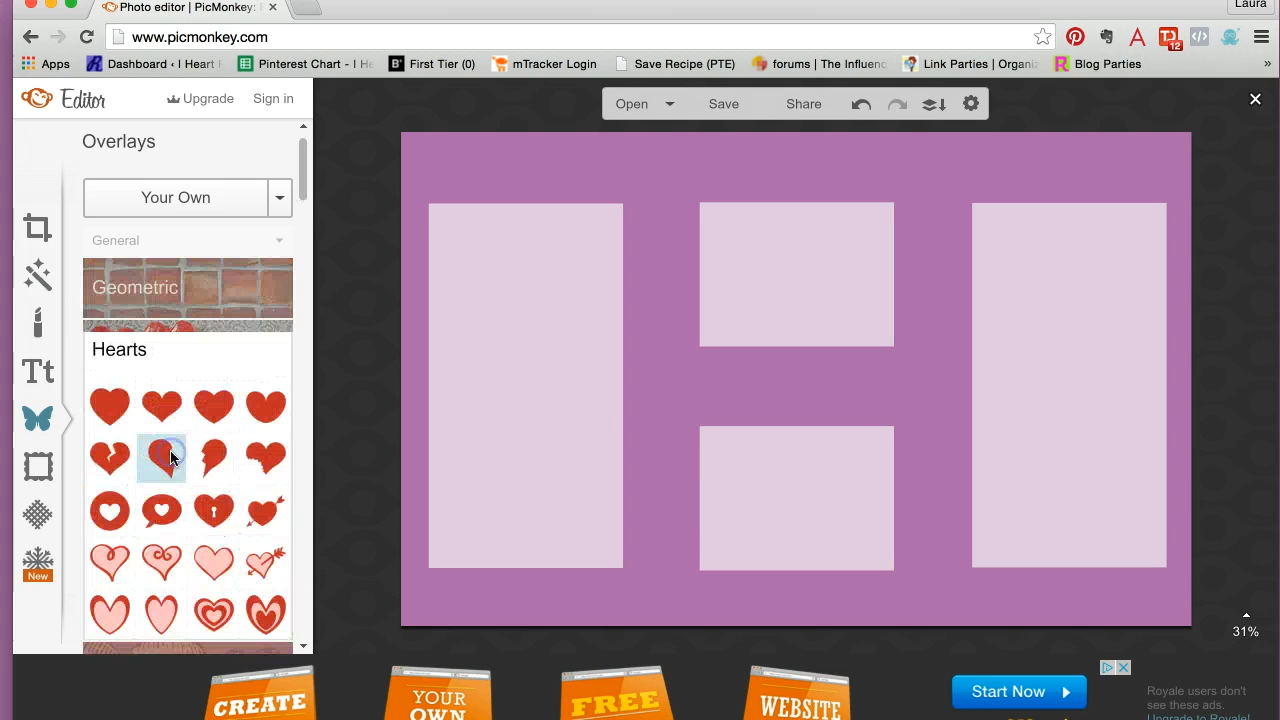 Photo editor | PicMonkey:
Laura
www.picmonkey.com
12
Apps
Dashboard ‹ I Heart
Pinterest Chart - I He
First Tier (0)
mTracker Login
Save Recipe (PTE)
forums | The Influenc
Link Parties | Organiz
Blog Parties
»
Editor
Upgrade
Sign in
Open
Save
Share
Overlays
Your Own
General
Geometric
Hearts
Tt
New
31%
CREATE
YOUR
OWN
FREE
WEBSITE
Start Now
Royale users don't
see these ads.
Upgrade to Royale!